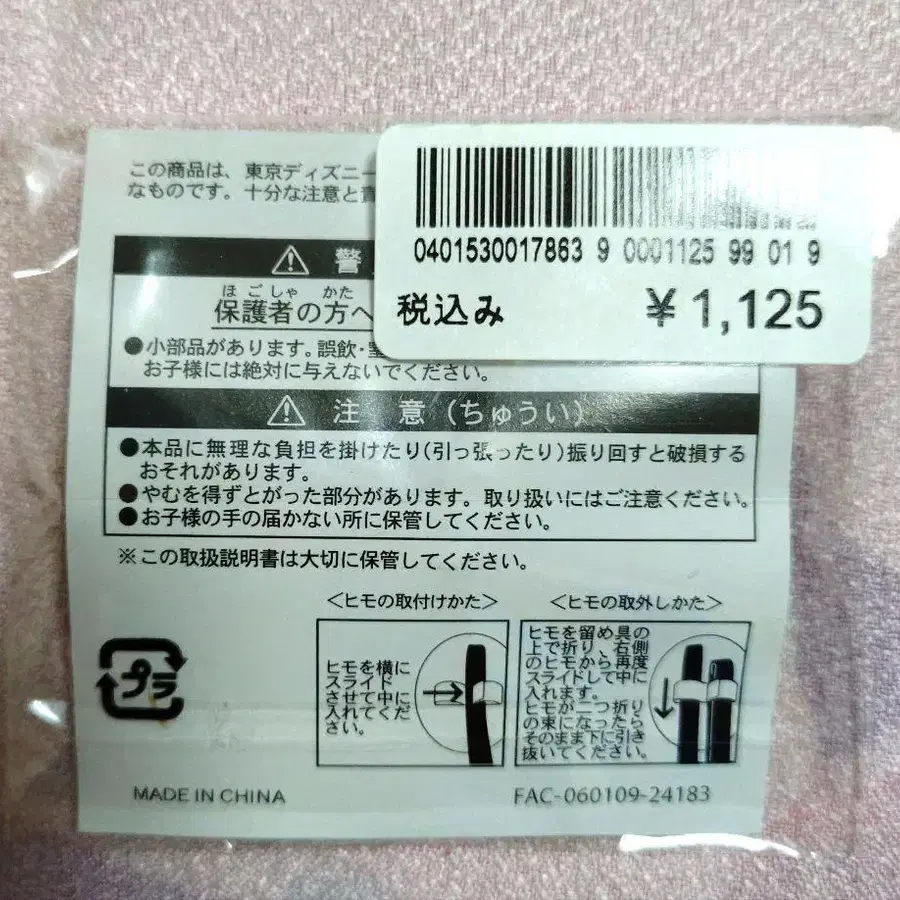 この商品は、東京ディズニー
なものです。十分な注意と責
0401530017863 9 0001125 99 01 9
税込み ¥1,125
警
ほごしゃ かた
保護者の方へ
●小部品があります。誤飲・窒
お子様には絶対に与えないでください。
注 意（ちゅうい）
●本品に無理な負担を掛けたり(引っ張ったり)振り回すと破損する
おそれがあります。
●やむを得ずとがった部分があります。取り扱いにはご注意ください。
●お子様の手の届かない所に保管してください。
※この取扱説明書は大切に保管してください。
＜ヒモの取付けかた＞
ヒモを横に
スライド
させて中に
入れてくだ
さい。
＜ヒモの取外しかた＞
ヒモを留め具の
上で折り、右側
のヒモから再度
スライドして中に
入れます。
ヒモが二つ折り
の束になったら
そのまま下に引き
抜いてください。
プラ
MADE IN CHINA
FAC-060109-24183